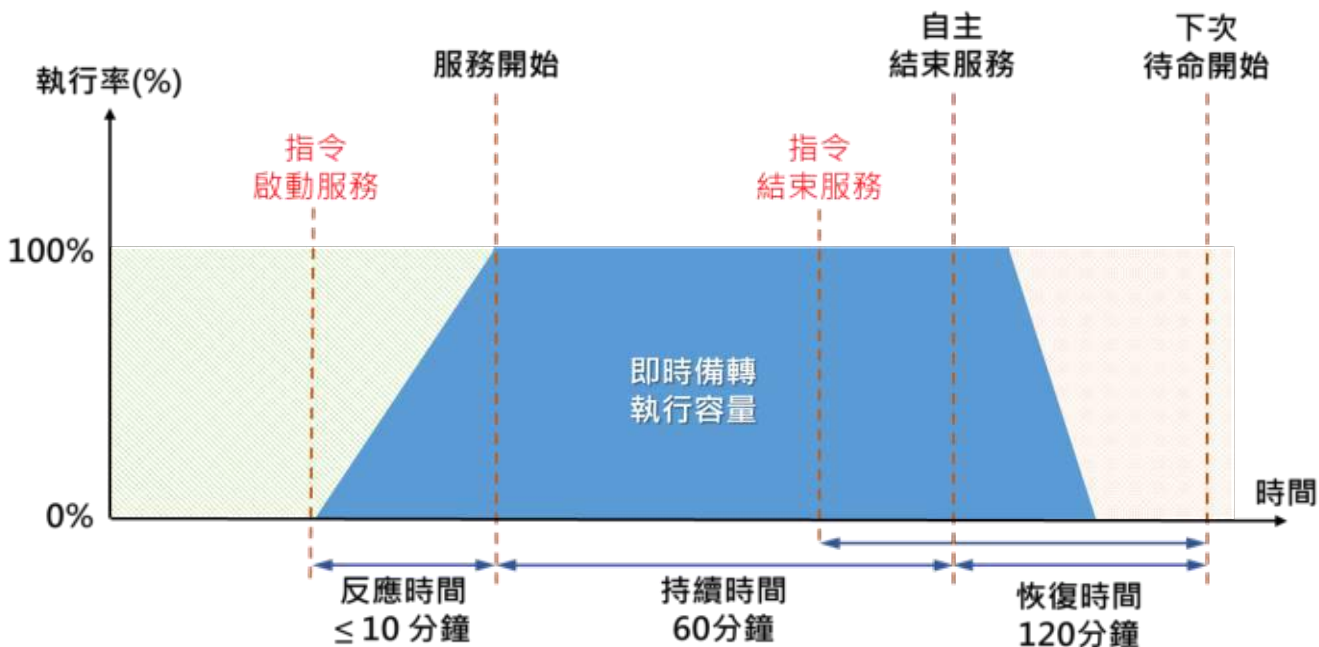 執行率(%)
服務開始
自主
結束服務
下次
待命開始
指令
啟動服務
指令
結束服務
100%
即時備轉
執行容量
0%
時間
反應時間
≤ 10 分鐘
持續時間
60分鐘
恢復時間
120分鐘